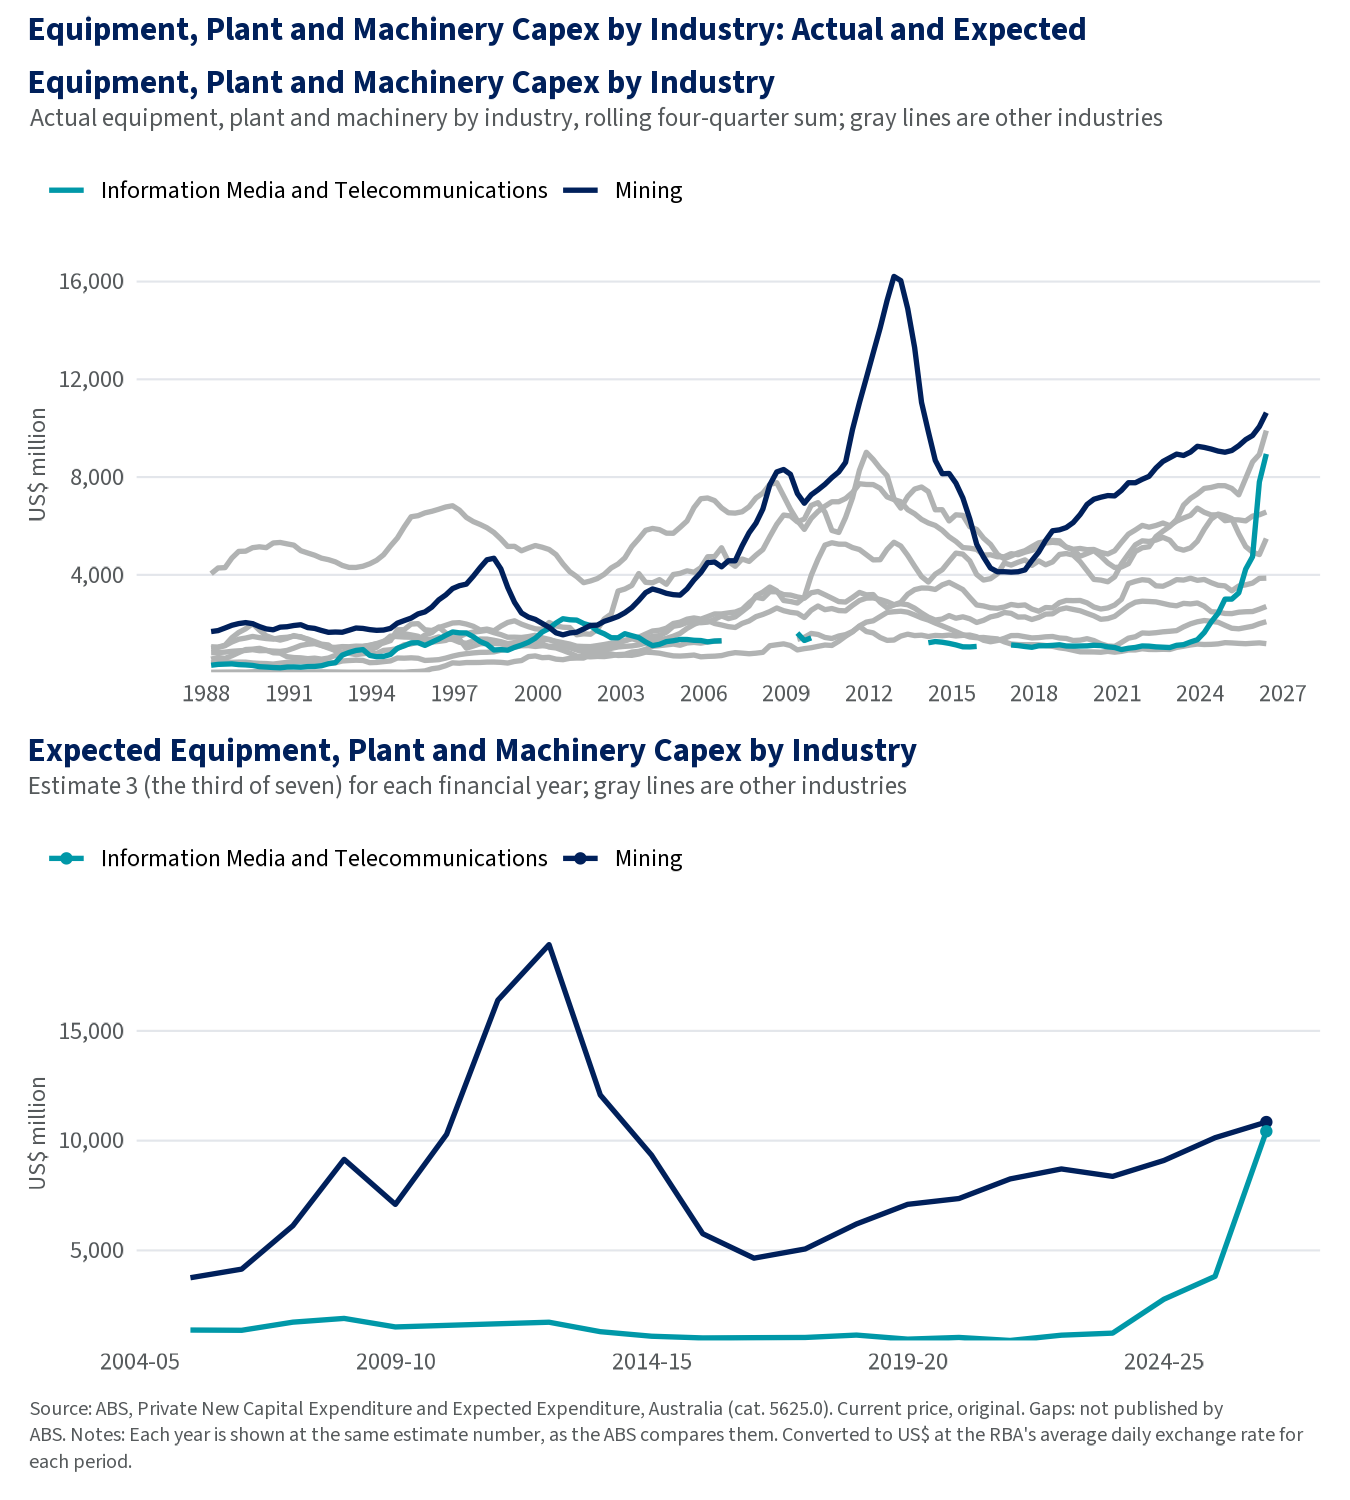 Equipment, Plant and Machinery Capex by Industry: Actual and Expected
Equipment, Plant and Machinery Capex by Industry
Actual equipment, plant and machinery by industry, rolling four-quarter sum; gray lines are other industries
Information Media and Telecommunications Mining
16,000
12,000
8,000
4,000
US$ million
1988 1991 1994 1997 2000 2003 2006 2009 2012 2015 2018 2021 2024 2027
Expected Equipment, Plant and Machinery Capex by Industry
Estimate 3 (the third of seven) for each financial year; gray lines are other industries
Information Media and Telecommunications Mining
15,000
10,000
5,000
US$ million
2004-05 2009-10 2014-15 2019-20 2024-25
Source: ABS, Private New Capital Expenditure and Expected Expenditure, Australia (cat. 5625.0). Current price, original. Gaps: not published by
ABS. Notes: Each year is shown at the same estimate number, as the ABS compares them. Converted to US$ at the RBA's average daily exchange rate for
each period.